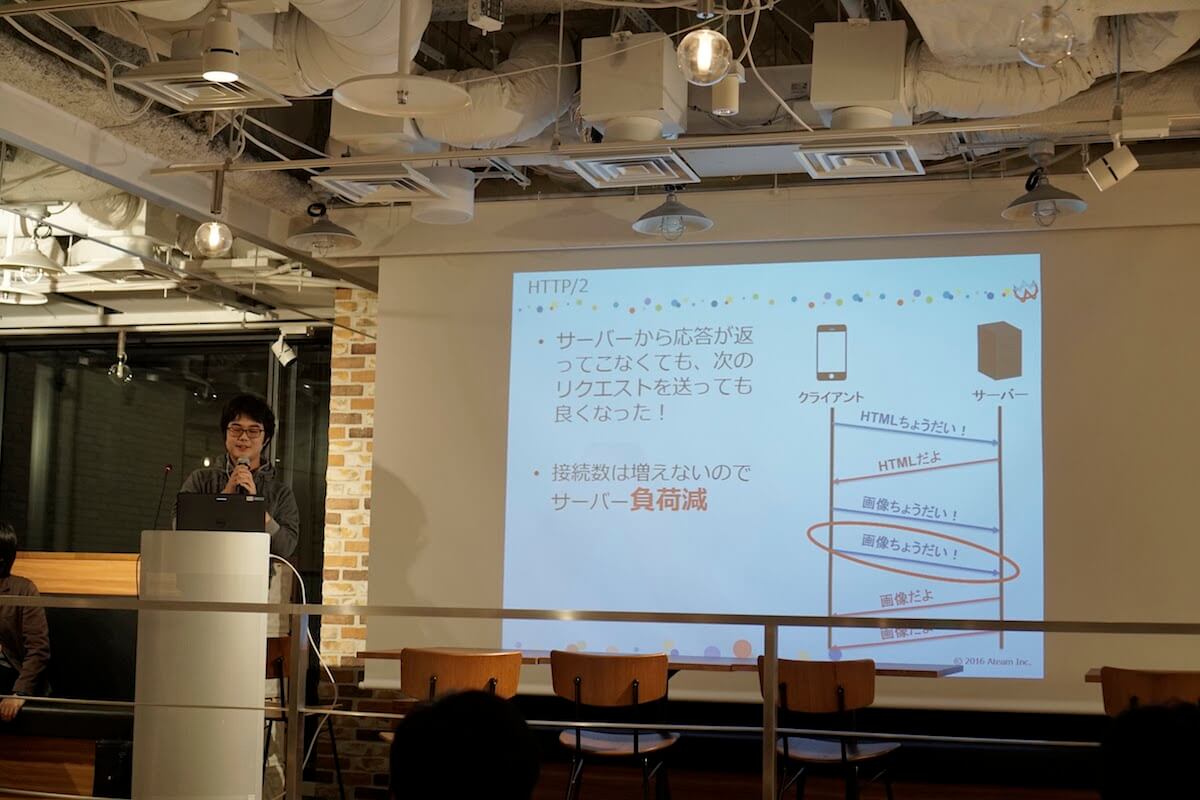 HTTP/2
• サーバーから応答が返
ってこなくても、次の
リクエストを送っても
良くなった！
• 接続数は増えないので
サーバー負荷減
クライアント
サーバー
HTMLちょうだい！
HTMLだよ
画像ちょうだい！
画像ちょうだい！
画像だよ
画像だよ
© 2016 Ateam Inc.